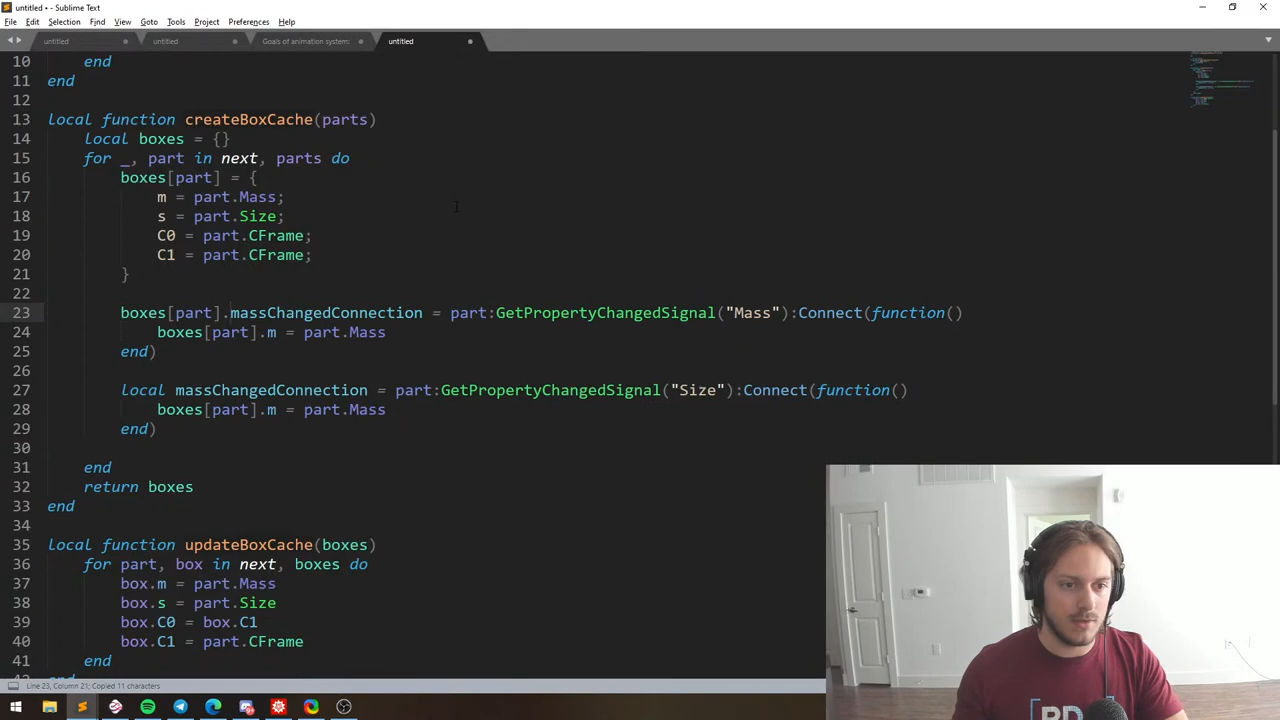 untitled • - Sublime Text
File Edit Selection Find View Goto Tools Project Preferences Help
untitled untitled Goals of animation system: untitled
10 end
11 end
12
13 local function createBoxCache(parts)
14 local boxes = {}
15 for _, part in next, parts do
16 boxes[part] = {
17 m = part.Mass;
18 s = part.Size;
19 C0 = part.CFrame;
20 C1 = part.CFrame;
21 }
22
23 boxes[part].massChangedConnection = part:GetPropertyChangedSignal("Mass"):Connect(function()
24 boxes[part].m = part.Mass
25 end)
26
27 local massChangedConnection = part:GetPropertyChangedSignal("Size"):Connect(function()
28 boxes[part].m = part.Mass
29 end)
30
31 end
32 return boxes
33 end
34
35 local function updateBoxCache(boxes)
36 for part, box in next, boxes do
37 box.m = part.Mass
38 box.s = part.Size
39 box.C0 = box.C1
40 box.C1 = part.CFrame
41 end
Line 23, Column 21; Copied 11 characters